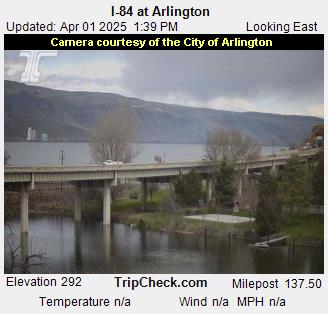 I-84 at Arlington
Updated: Apr 01 2025 1:39 PM Looking East
Camera courtesy of the City of Arlington
Elevation 292 TripCheck.com Milepost 137.50
Temperature n/a Wind n/a MPH n/a